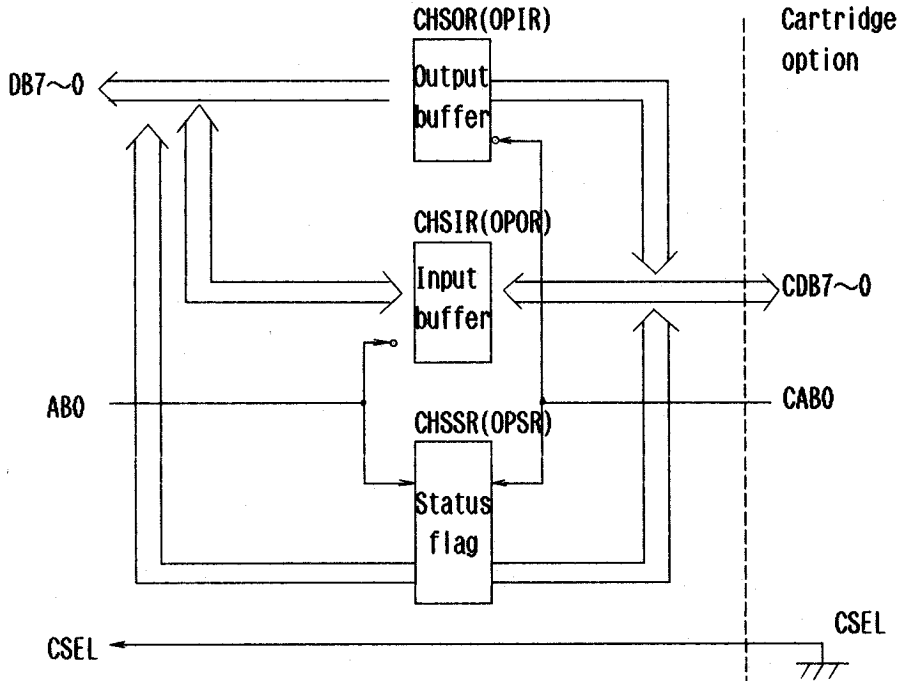 CHSOR(OPIR)
Cartridge
option
DB7～0
Output
buffer
CHSIR(OPOR)
Input
buffer
CDB7～0
AB0
CAB0
CHSSR(OPSR)
Status
flag
CSEL
CSEL